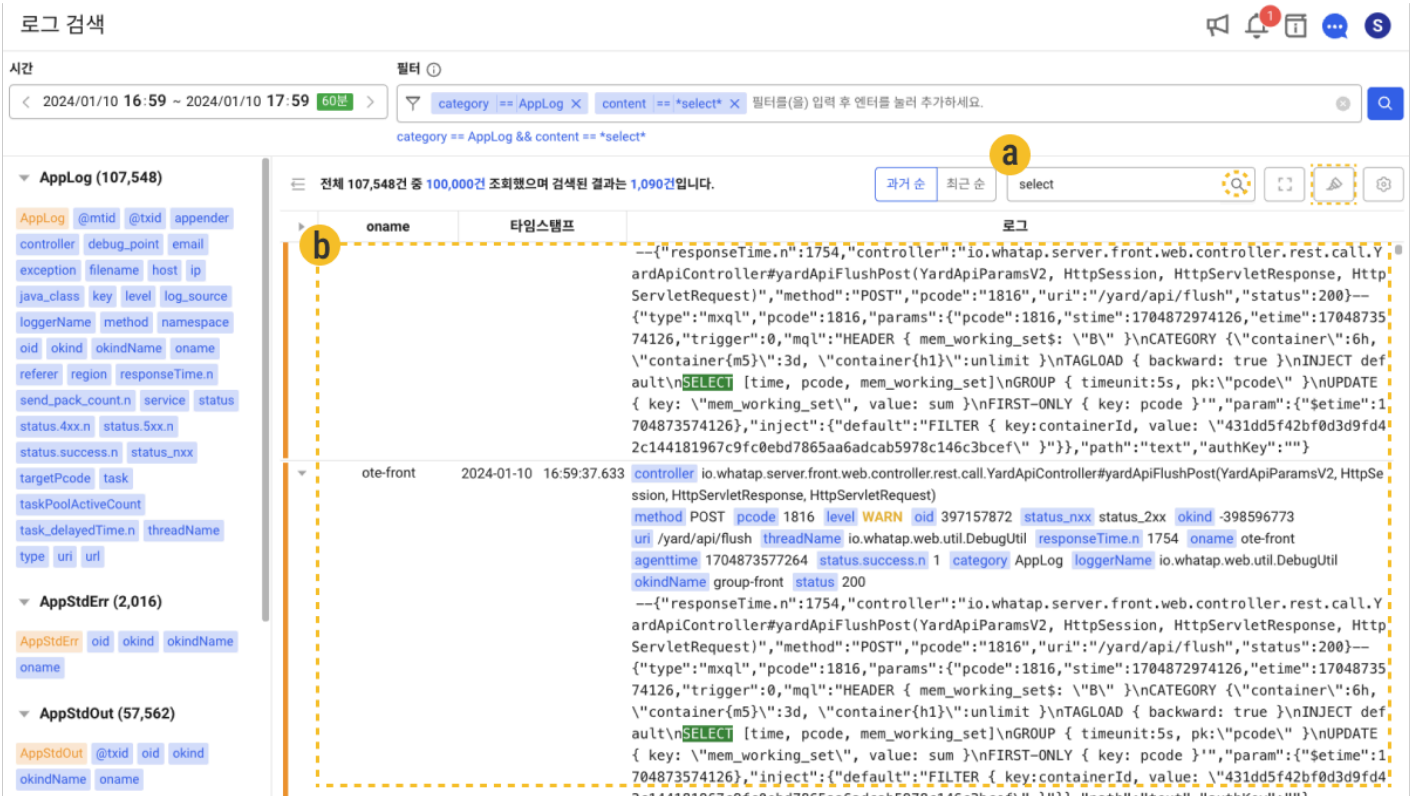 로그 검색
1
S
시간
필터
2024/01/10 16:59 ~ 2024/01/10 17:59 60분
category == AppLog × content == *select* × 필터를(을) 입력 후 엔터를 눌러 추가하세요.
category == AppLog && content == *select*
a
AppLog (107,548)
AppLog @mtid @txid appender
controller debug_point email
exception filename host ip
java_class key level log_source
loggerName method namespace
oid okind okindName oname
referer region responseTime.n
send_pack_count.n service status
status.4xx.n status.5xx.n
status.success.n status_nxx
targetPcode task
taskPoolActiveCount
task_delayedTime.n threadName
type uri url
AppStdErr (2,016)
AppStdErr oid okind okindName
oname
AppStdOut (57,562)
AppStdOut @txid oid okind
okindName oname
전체 107,548건 중 100,000건 조회했으며 검색된 결과는 1,090건입니다.
과거 순 최근 순 select
oname 타임스탬프 로그
b
--{"responseTime.n":1754,"controller":"io.whatap.server.front.web.controller.rest.call.Y
ardApiController#yardApiFlushPost(YardApiParamsV2, HttpSession, HttpServletResponse, Http
ServletRequest)","method":"POST","pcode":"1816","uri":"/yard/api/flush","status":200}--
{"type":"mxql","pcode":1816,"params":{"pcode":1816,"stime":1704872974126,"etime":17048735
74126,"trigger":0,"mql":"HEADER { mem_working_set$: \"B\" }\nCATEGORY {\"container\":6h,
\"container{m5}\":3d, \"container{h1}\":unlimit }\nTAGLOAD { backward: true }\nINJECT def
ault\nSELECT [time, pcode, mem_working_set]\nGROUP { timeunit:5s, pk:\"pcode\" }\nUPDATE
{ key: \"mem_working_set\", value: sum }\nFIRST-ONLY { key: pcode }'","param":{"$etime":1
704873574126},"inject":{"default":"FILTER { key:containerId, value: \"431dd5f42bf0d3d9fd4
2c144181967c9fc0ebd7865aa6adcab5978c146c3bcef\" }"}},"path":"text","authKey":""}
ote-front 2024-01-10 16:59:37.633 controller io.whatap.server.front.web.controller.rest.call.YardApiController#yardApiFlushPost(YardApiParamsV2, HttpSe
ssion, HttpServletResponse, HttpServletRequest)
method POST pcode 1816 level WARN oid 397157872 status_nxx status_2xx okind -398596773
uri /yard/api/flush threadName io.whatap.web.util.DebugUtil responseTime.n 1754 oname ote-front
agenttime 1704873577264 status.success.n 1 category AppLog loggerName io.whatap.web.util.DebugUtil
okindName group-front status 200
--{"responseTime.n":1754,"controller":"io.whatap.server.front.web.controller.rest.call.Y
ardApiController#yardApiFlushPost(YardApiParamsV2, HttpSession, HttpServletResponse, Http
ServletRequest)","method":"POST","pcode":"1816","uri":"/yard/api/flush","status":200}--
{"type":"mxql","pcode":1816,"params":{"pcode":1816,"stime":1704872974126,"etime":17048735
74126,"trigger":0,"mql":"HEADER { mem_working_set$: \"B\" }\nCATEGORY {\"container\":6h,
\"container{m5}\":3d, \"container{h1}\":unlimit }\nTAGLOAD { backward: true }\nINJECT def
ault\nSELECT [time, pcode, mem_working_set]\nGROUP { timeunit:5s, pk:\"pcode\" }\nUPDATE
{ key: \"mem_working_set\", value: sum }\nFIRST-ONLY { key: pcode }'","param":{"$etime":1
704873574126},"inject":{"default":"FILTER { key:containerId, value: \"431dd5f42bf0d3d9fd4